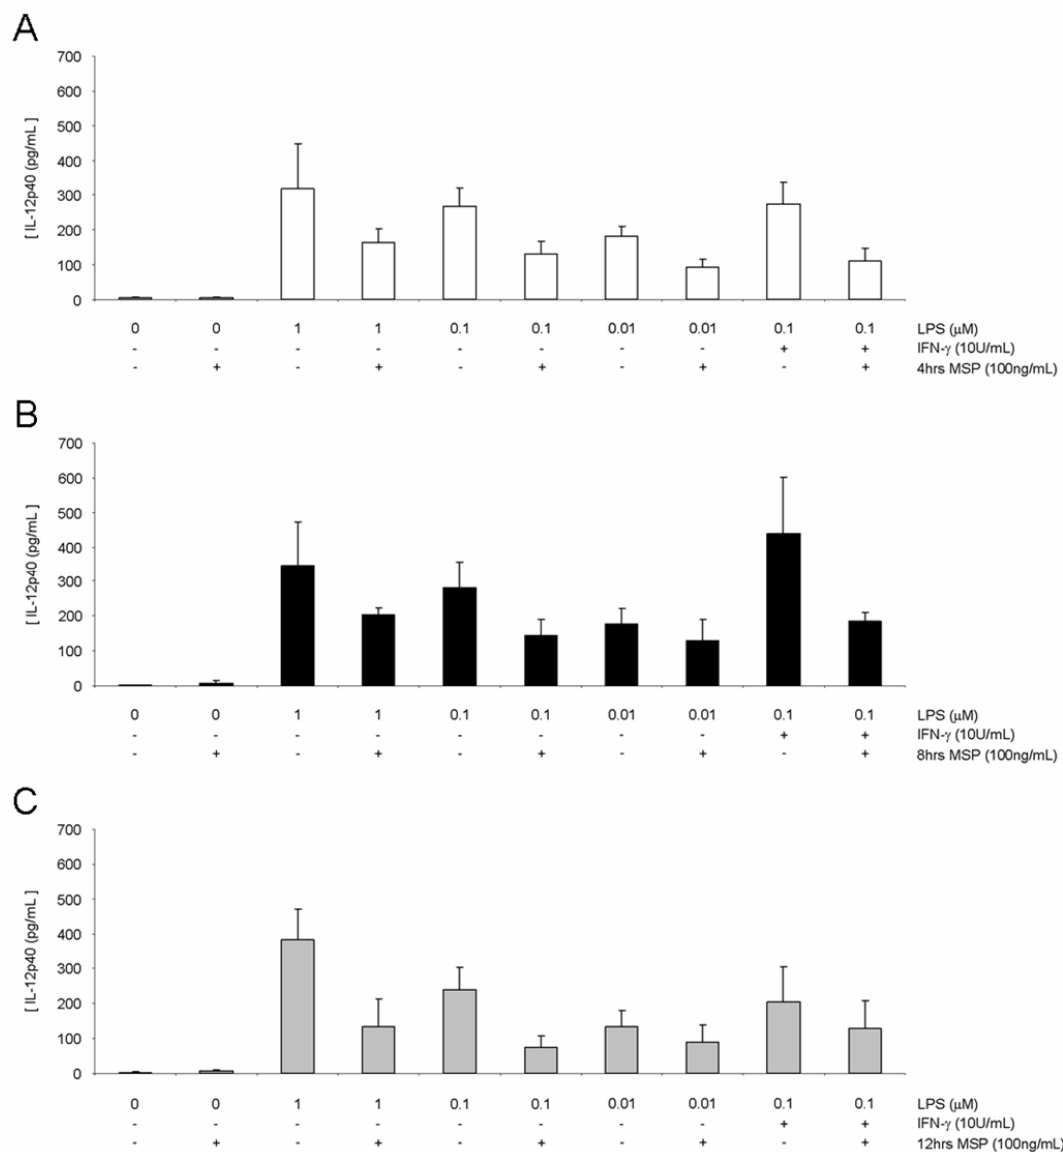 A
700
600
500
400
300
200
100
0
[ IL-12p40 (pg/mL ]
0 0 1 1 0.1 0.1 0.01 0.01 0.1 0.1 LPS (μM)
- - - - - - - - + + IFN-γ (10U/mL)
- + - + - + - + - + 4hrs MSP (100ng/mL)
B
700
600
500
400
300
200
100
0
[ IL-12p40 (pg/mL ]
0 0 1 1 0.1 0.1 0.01 0.01 0.1 0.1 LPS (μM)
- - - - - - - - + + IFN-γ (10U/mL)
- + - + - + - + - + 8hrs MSP (100ng/mL)
C
700
600
500
400
300
200
100
0
[ IL-12p40 (pg/mL ]
0 0 1 1 0.1 0.1 0.01 0.01 0.1 0.1 LPS (μM)
- - - - - - - - + + IFN-γ (10U/mL)
- + - + - + - + - + 12hrs MSP (100ng/mL)